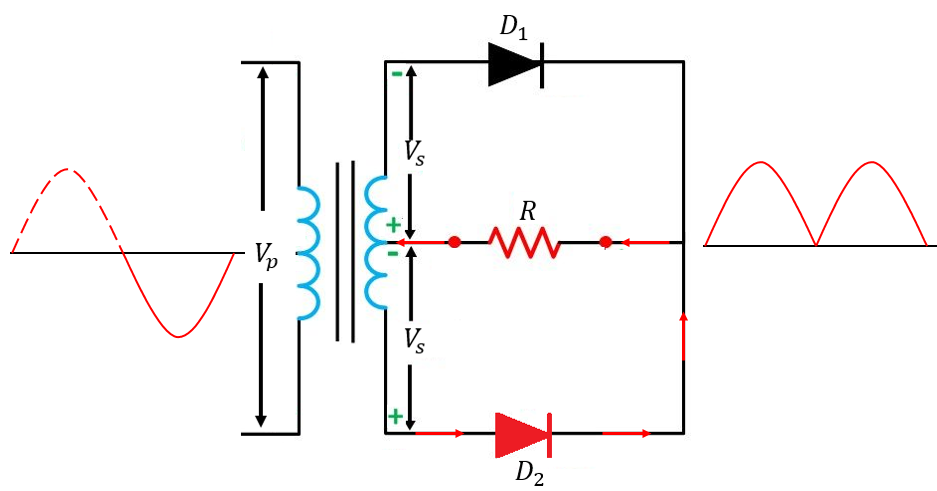 D₁
-
Vₛ
+
R
Vₚ
-
Vₛ
+
D₂